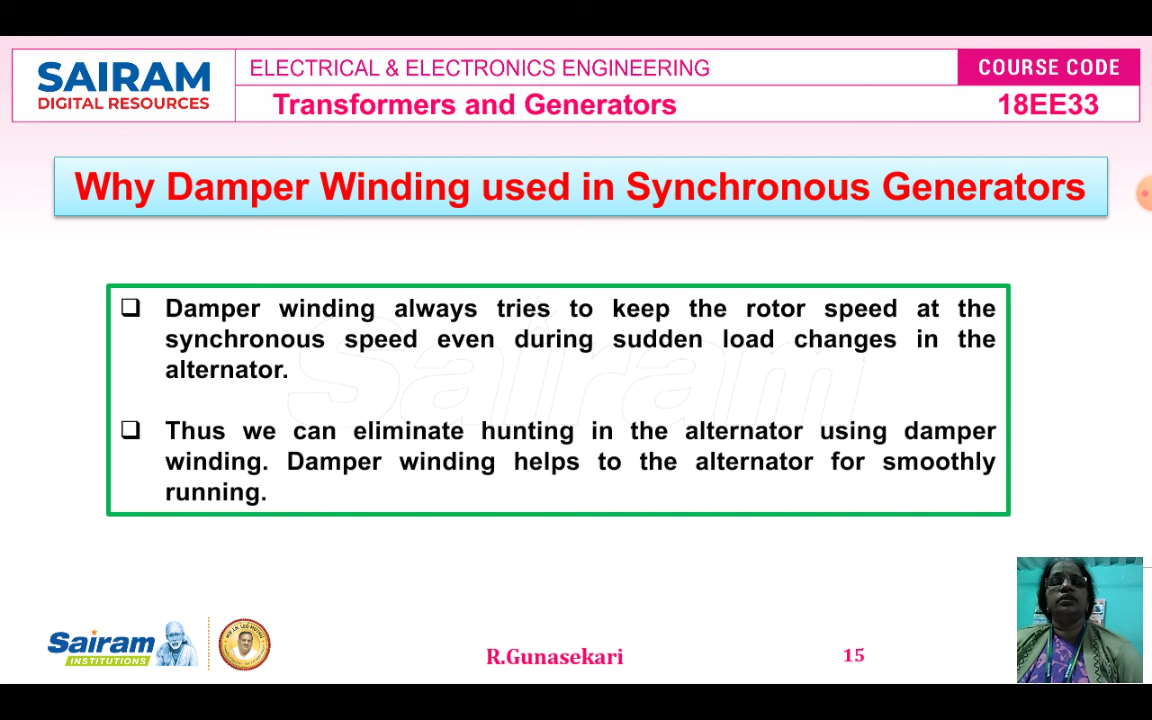 SAIRAM
DIGITAL RESOURCES
ELECTRICAL & ELECTRONICS ENGINEERING
COURSE CODE
Transformers and Generators
18EE33
Why Damper Winding used in Synchronous Generators
Damper winding always tries to keep the rotor speed at the
synchronous speed even during sudden load changes in the
alternator.
Thus we can eliminate hunting in the alternator using damper
winding. Damper winding helps to the alternator for smoothly
running.
Sairam
Sairam
INSTITUTIONS
R.Gunasekari
15